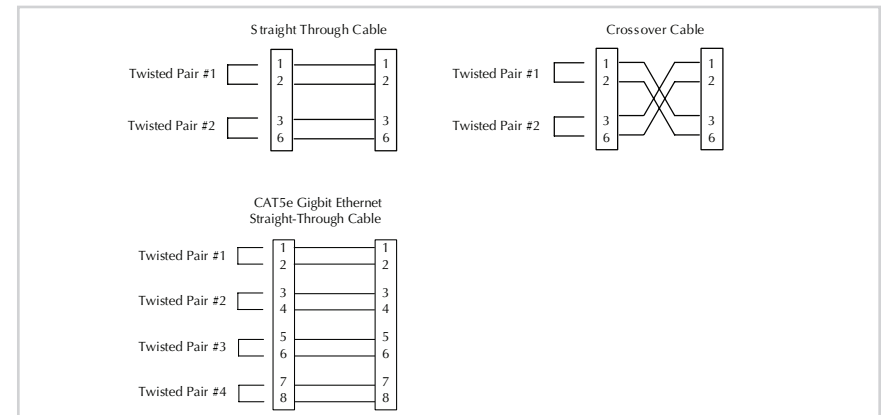 Straight Through Cable
Twisted Pair #1
1 1
2 2
Twisted Pair #2
3 3
6 6
Crossover Cable
Twisted Pair #1
1 1
2 2
Twisted Pair #2
3 3
6 6
CAT5e Gigbit Ethernet
Straight-Through Cable
Twisted Pair #1
1 1
2 2
Twisted Pair #2
3 3
4 4
Twisted Pair #3
5 5
6 6
Twisted Pair #4
7 7
8 8